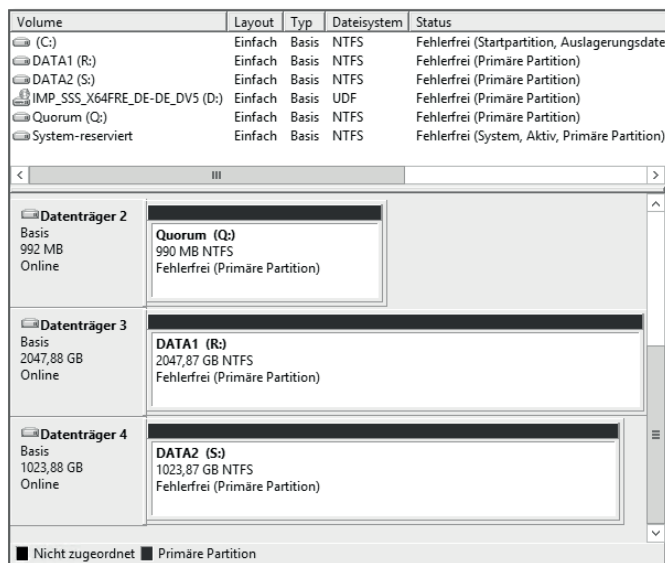 Volume Layout Typ Dateisystem Status
(C:) Einfach Basis NTFS Fehlerfrei (Startpartition, Auslagerungsdate
DATA1 (R:) Einfach Basis NTFS Fehlerfrei (Primäre Partition)
DATA2 (S:) Einfach Basis NTFS Fehlerfrei (Primäre Partition)
IMP_SSS_X64FRE_DE-DE_DV5 (D:) Einfach Basis UDF Fehlerfrei (Primäre Partition)
Quorum (Q:) Einfach Basis NTFS Fehlerfrei (Primäre Partition)
System-reserviert Einfach Basis NTFS Fehlerfrei (System, Aktiv, Primäre Partition)
Datenträger 2
Basis
992 MB
Online
Quorum (Q:)
990 MB NTFS
Fehlerfrei (Primäre Partition)
Datenträger 3
Basis
2047,88 GB
Online
DATA1 (R:)
2047,87 GB NTFS
Fehlerfrei (Primäre Partition)
Datenträger 4
Basis
1023,88 GB
Online
DATA2 (S:)
1023,87 GB NTFS
Fehlerfrei (Primäre Partition)
Nicht zugeordnet Primäre Partition